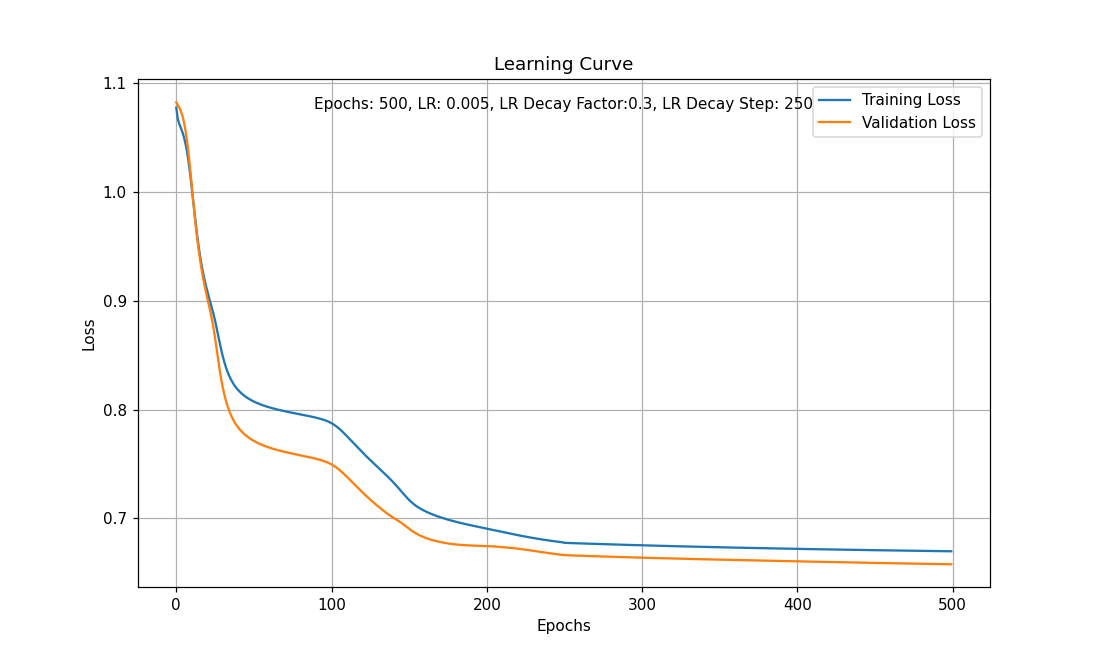 Learning Curve
Epochs: 500, LR: 0.005, LR Decay Factor:0.3, LR Decay Step: 250
Training Loss
Validation Loss
1.1
1.0
0.9
0.8
0.7
Loss
0
100
200
300
400
500
Epochs